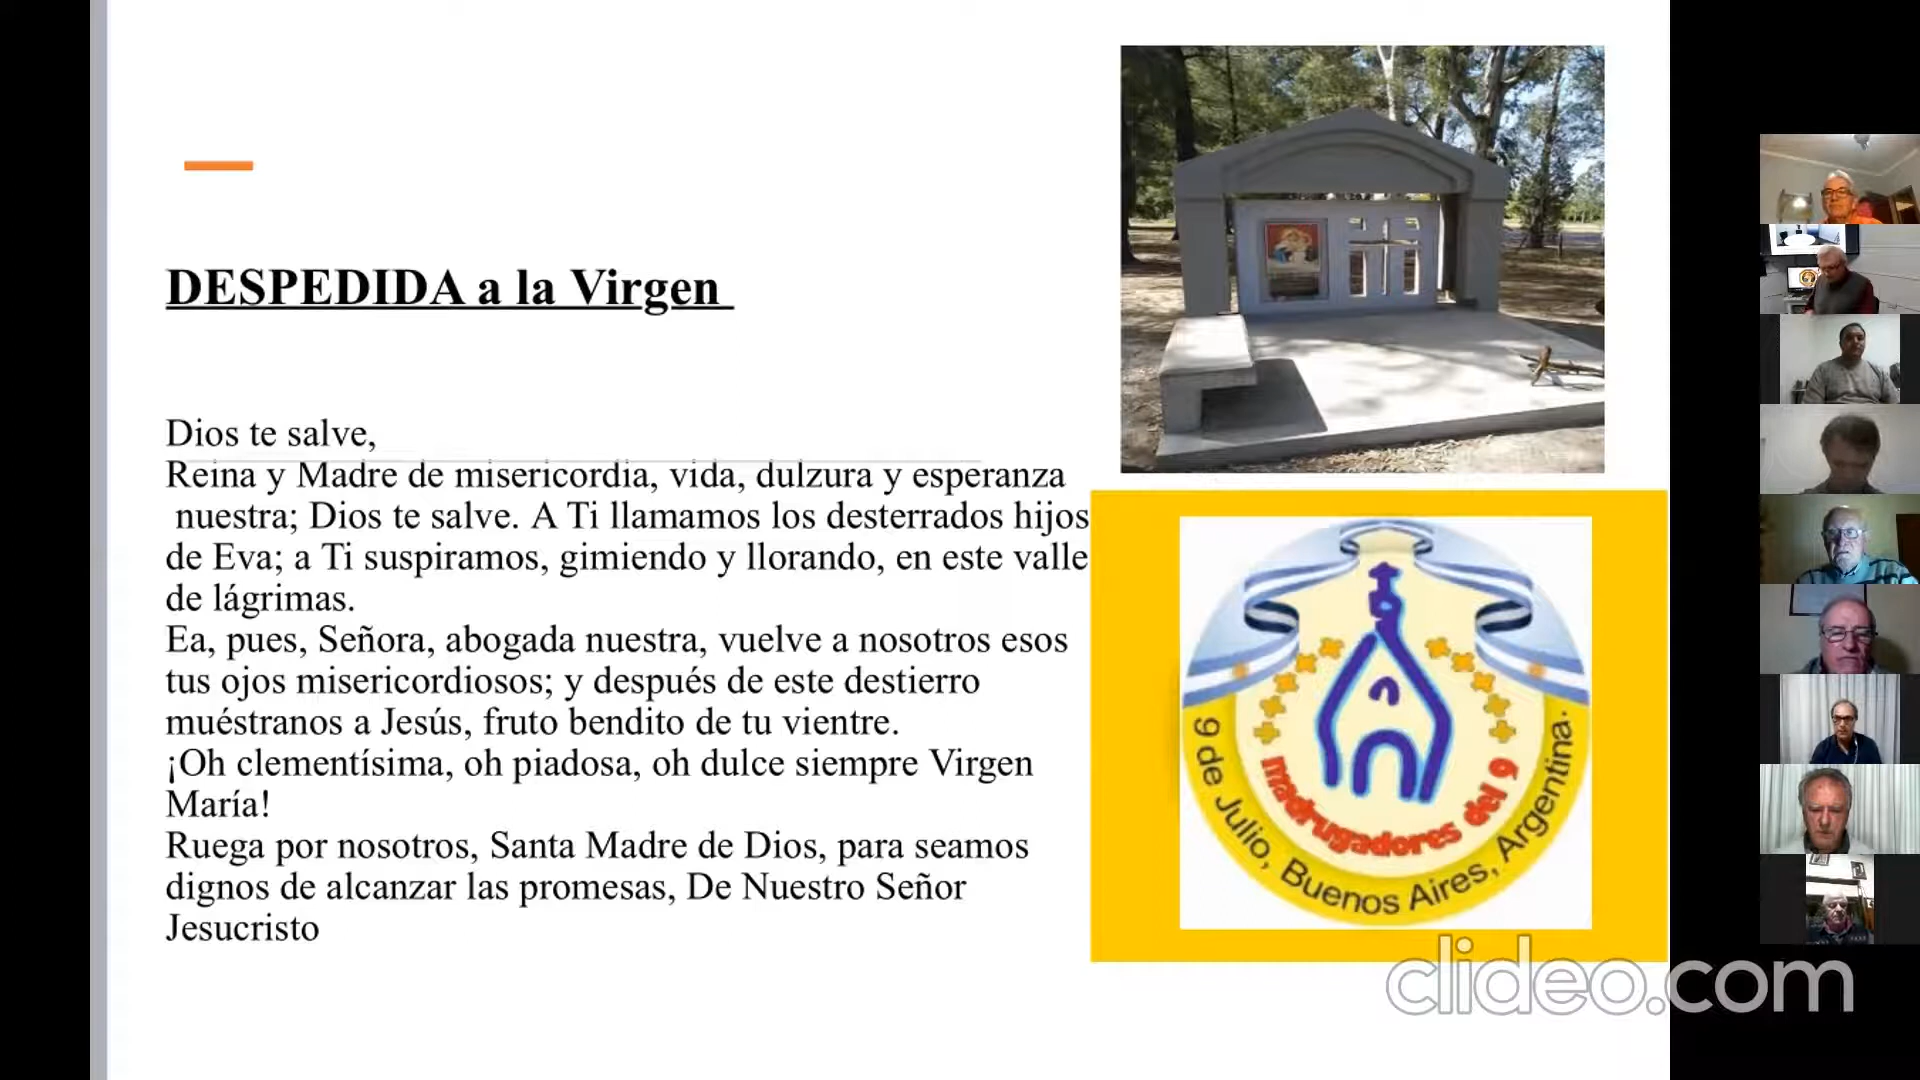 DESPEDIDA a la Virgen
Dios te salve,
Reina y Madre de misericordia, vida, dulzura y esperanza
nuestra; Dios te salve. A Ti llamamos los desterrados hijos
de Eva; a Ti suspiramos, gimiendo y llorando, en este valle
de lágrimas.
Ea, pues, Señora, abogada nuestra, vuelve a nosotros esos
tus ojos misericordiosos; y después de este destierro
muéstranos a Jesús, fruto bendito de tu vientre.
¡Oh clementísima, oh piadosa, oh dulce siempre Virgen
María!
Ruega por nosotros, Santa Madre de Dios, para seamos
dignos de alcanzar las promesas, De Nuestro Señor
Jesucristo
madrugadores del 9
9 de Julio, Buenos Aires, Argentina.
clideo.com